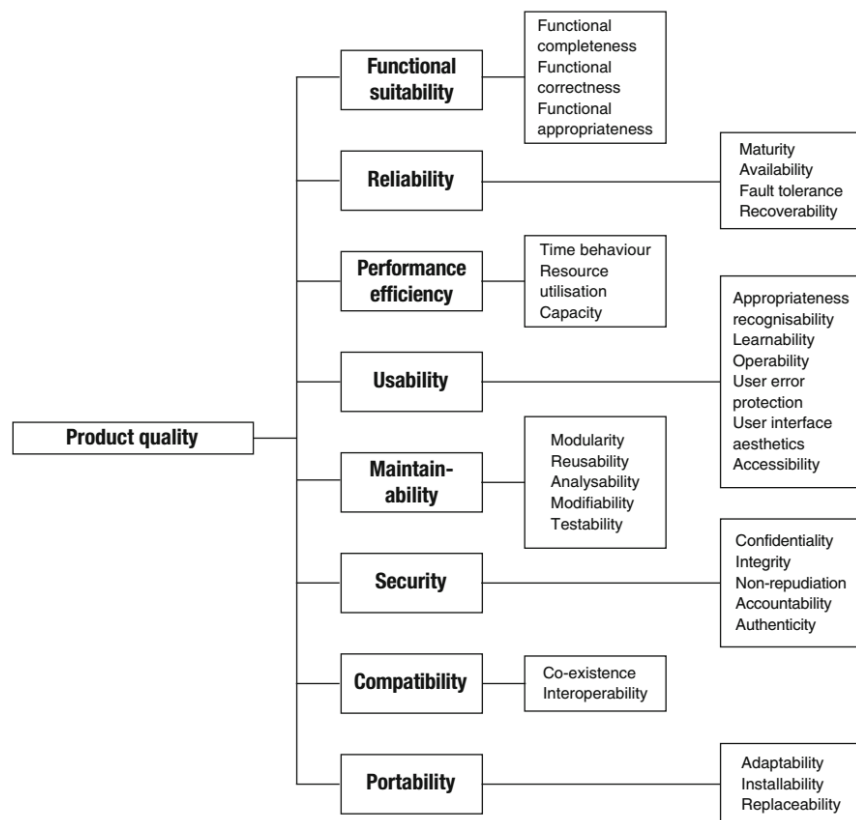 Product quality
Functional
suitability
Functional
completeness
Functional
correctness
Functional
appropriateness
Reliability
Maturity
Availability
Fault tolerance
Recoverability
Performance
efficiency
Time behaviour
Resource
utilisation
Capacity
Usability
Appropriateness
recognisability
Learnability
Operability
User error
protection
User interface
aesthetics
Accessibility
Maintain-
ability
Modularity
Reusability
Analysability
Modifiability
Testability
Security
Confidentiality
Integrity
Non-repudiation
Accountability
Authenticity
Compatibility
Co-existence
Interoperability
Portability
Adaptability
Installability
Replaceability